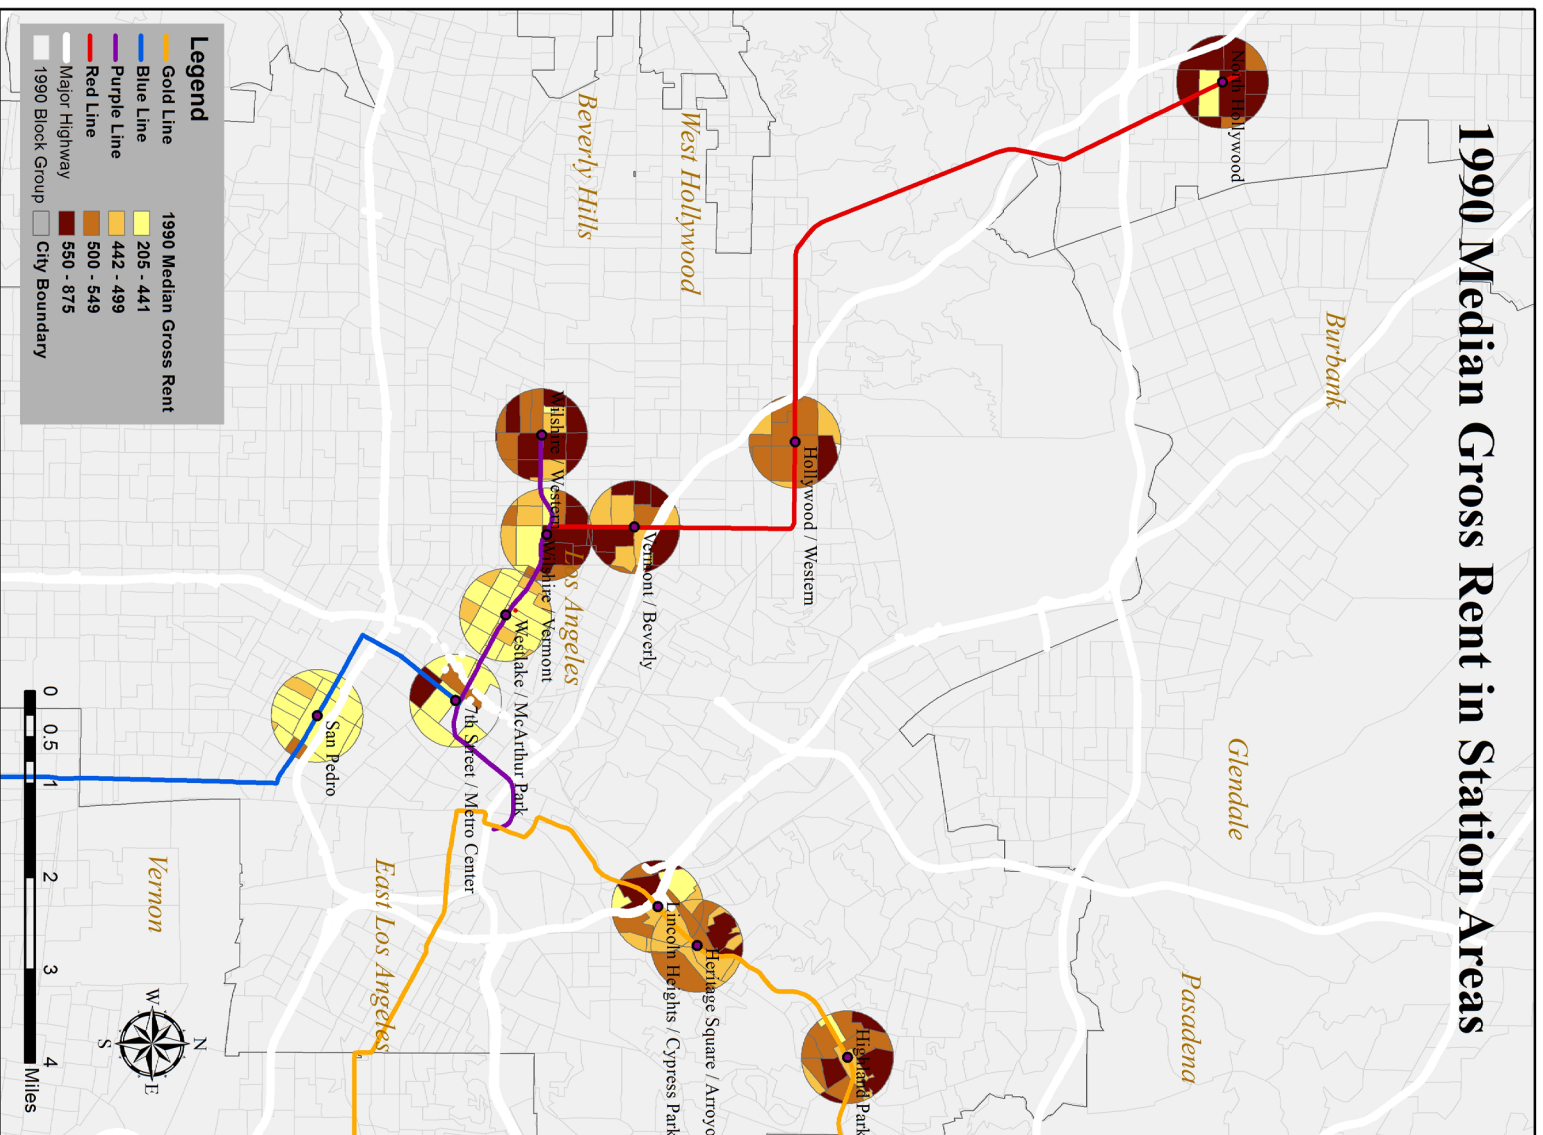 1990 Median Gross Rent in Station Areas
North Hollywood
Burbank
Glendale
Pasadena
West Hollywood
Beverly Hills
Hollywood / Western
Vermont / Beverly
Wilshire / Western
Wilshire / Vermont
Los Angeles
Westlake / McArthur Park
7th Street / Metro Center
San Pedro
Heritage Square / Arroyo
Lincoln Heights / Cypress Park
Highland Park
East Los Angeles
Vernon
Legend
Gold Line
Blue Line
Purple Line
Red Line
Major Highway
1990 Block Group
1990 Median Gross Rent
205 - 441
442 - 499
500 - 549
550 - 875
City Boundary
0 0.5 1 2 3 4
Miles
N
W E
S